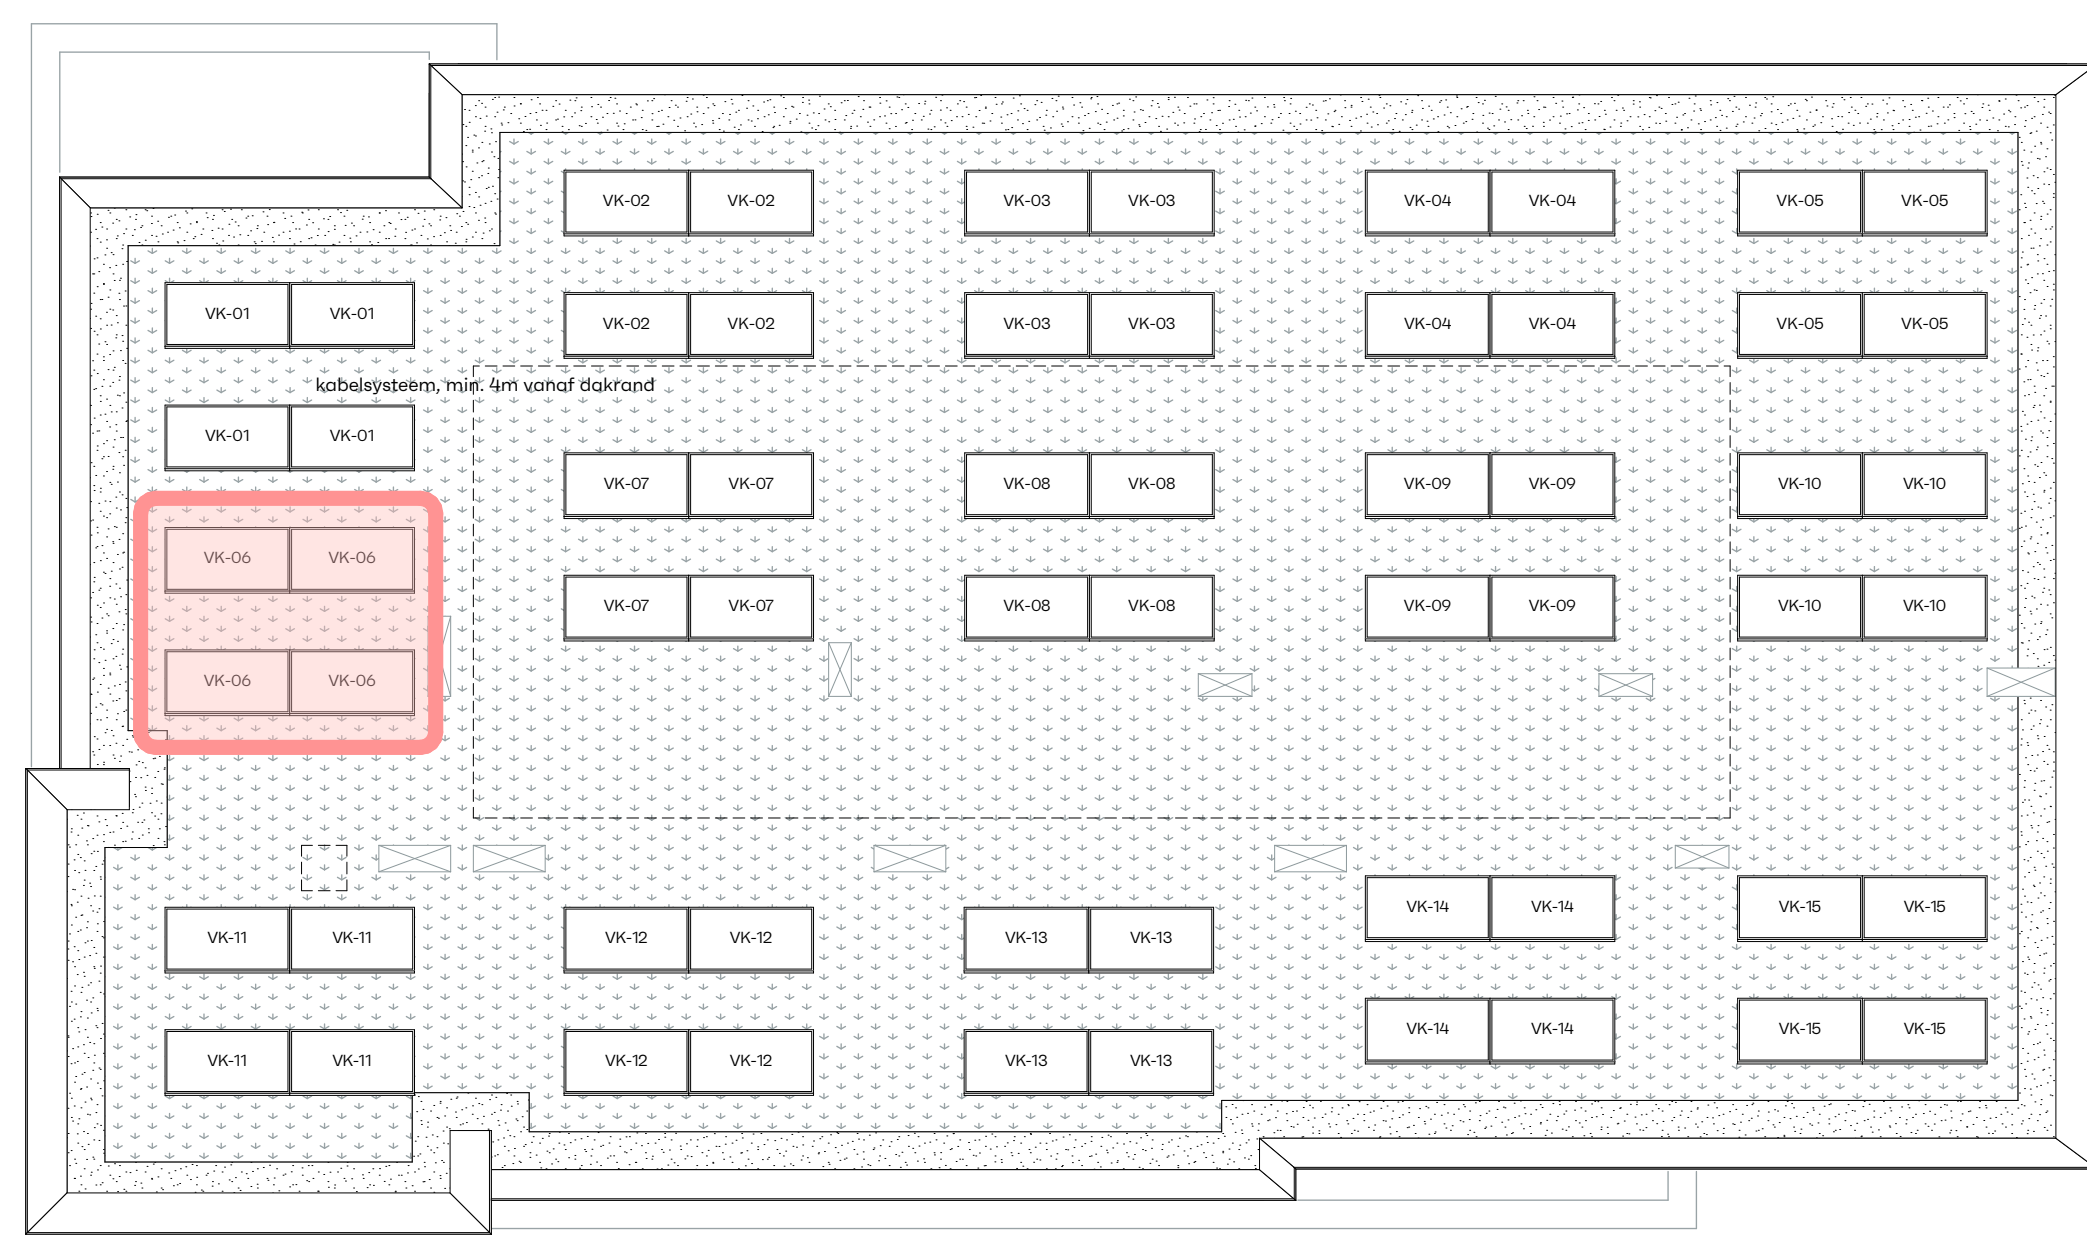 VK-02 VK-02 VK-03 VK-03 VK-04 VK-04 VK-05 VK-05
VK-01 VK-01
VK-02 VK-02 VK-03 VK-03 VK-04 VK-04 VK-05 VK-05
kabelsysteem, min. 4m vanaf dakrand
VK-01 VK-01
VK-07 VK-07 VK-08 VK-08 VK-09 VK-09 VK-10 VK-10
VK-06 VK-06
VK-07 VK-07 VK-08 VK-08 VK-09 VK-09 VK-10 VK-10
VK-06 VK-06
VK-14 VK-14 VK-15 VK-15
VK-11 VK-11 VK-12 VK-12 VK-13 VK-13
VK-14 VK-14 VK-15 VK-15
VK-11 VK-11 VK-12 VK-12 VK-13 VK-13